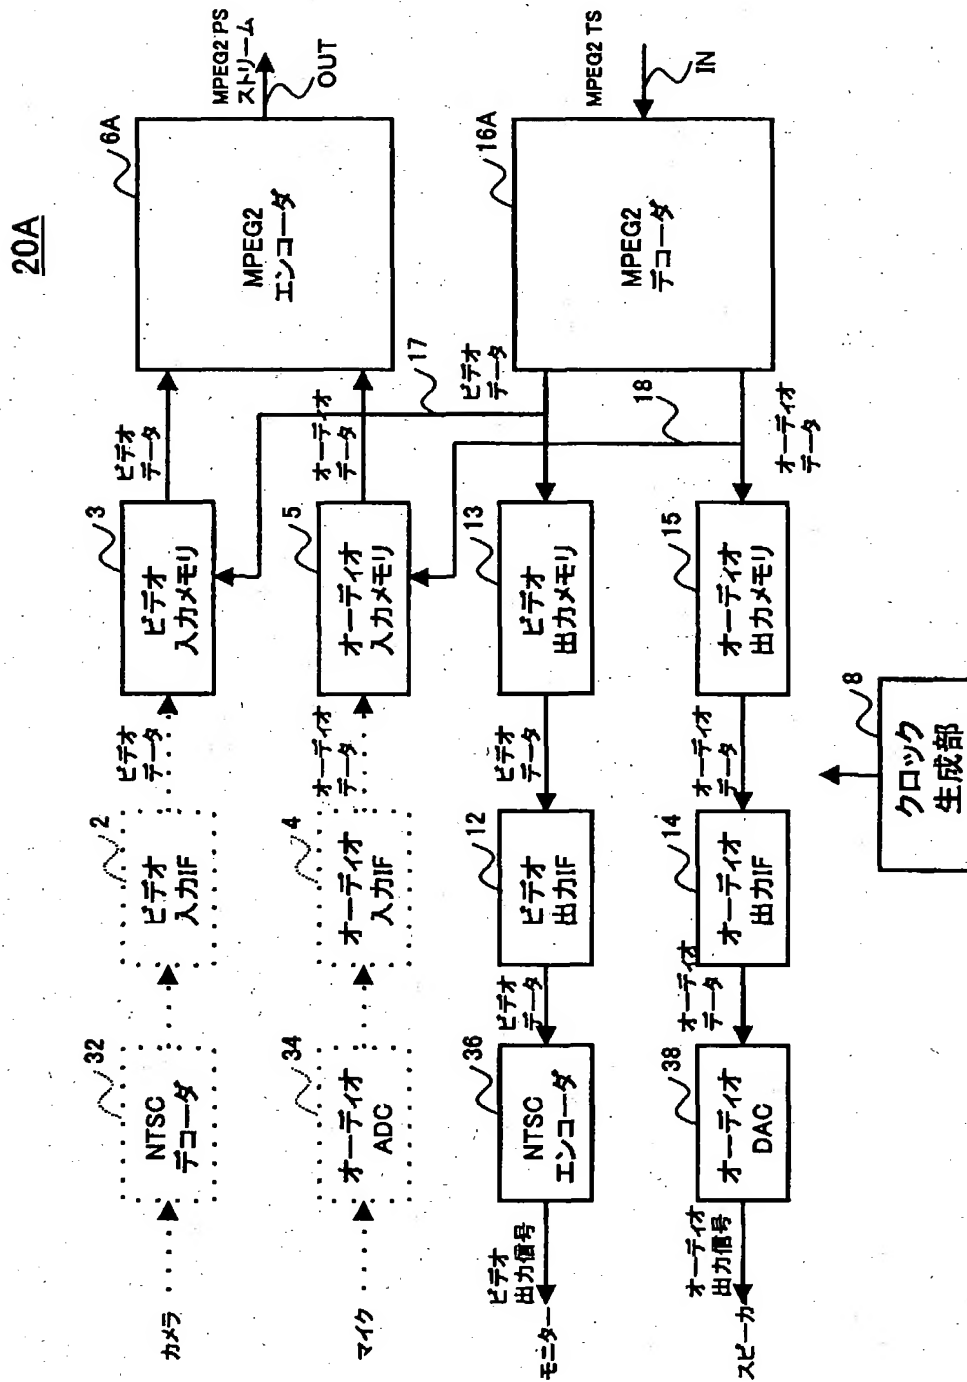 20A
カメラ
32
NTSC
デコーダ
2
ビデオ
入力IF
ビデオ
データ
3
ビデオ
入力メモリ
ビデオ
データ
6A
MPEG2
エンコーダ
MPEG2 PS
ストリーム
OUT
マイク
34
オーディオ
ADC
4
オーディオ
入力IF
オーディオ
データ
5
オーディオ
入力メモリ
オーディオ
データ
17
モニター
ビデオ
出力信号
36
NTSC
エンコーダ
ビデオ
データ
12
ビデオ
出力IF
ビデオ
データ
13
ビデオ
出力メモリ
ビデオ
データ
16A
MPEG2
デコーダ
MPEG2 TS
IN
スピーカ
オーディオ
出力信号
38
オーディオ
DAC
オーディオ
データ
14
オーディオ
出力IF
オーディオ
データ
15
オーディオ
出力メモリ
18
オーディオ
データ
8
クロック
生成部